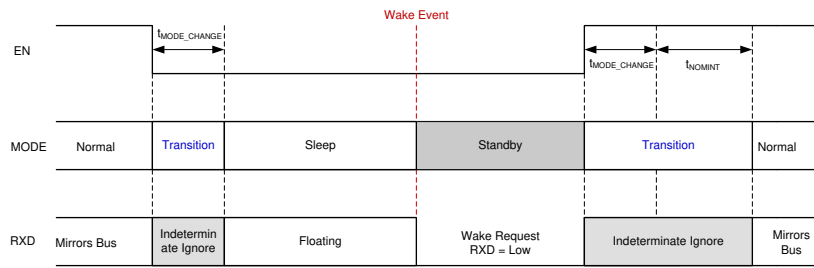 Wake Event
EN
tMODE_CHANGE
tMODE_CHANGE
tNOMINT
MODE
Normal
Transition
Sleep
Standby
Transition
Normal
RXD
Mirrors Bus
Indetermin
ate Ignore
Floating
Wake Request
RXD = Low
Indeterminate Ignore
Mirrors
Bus